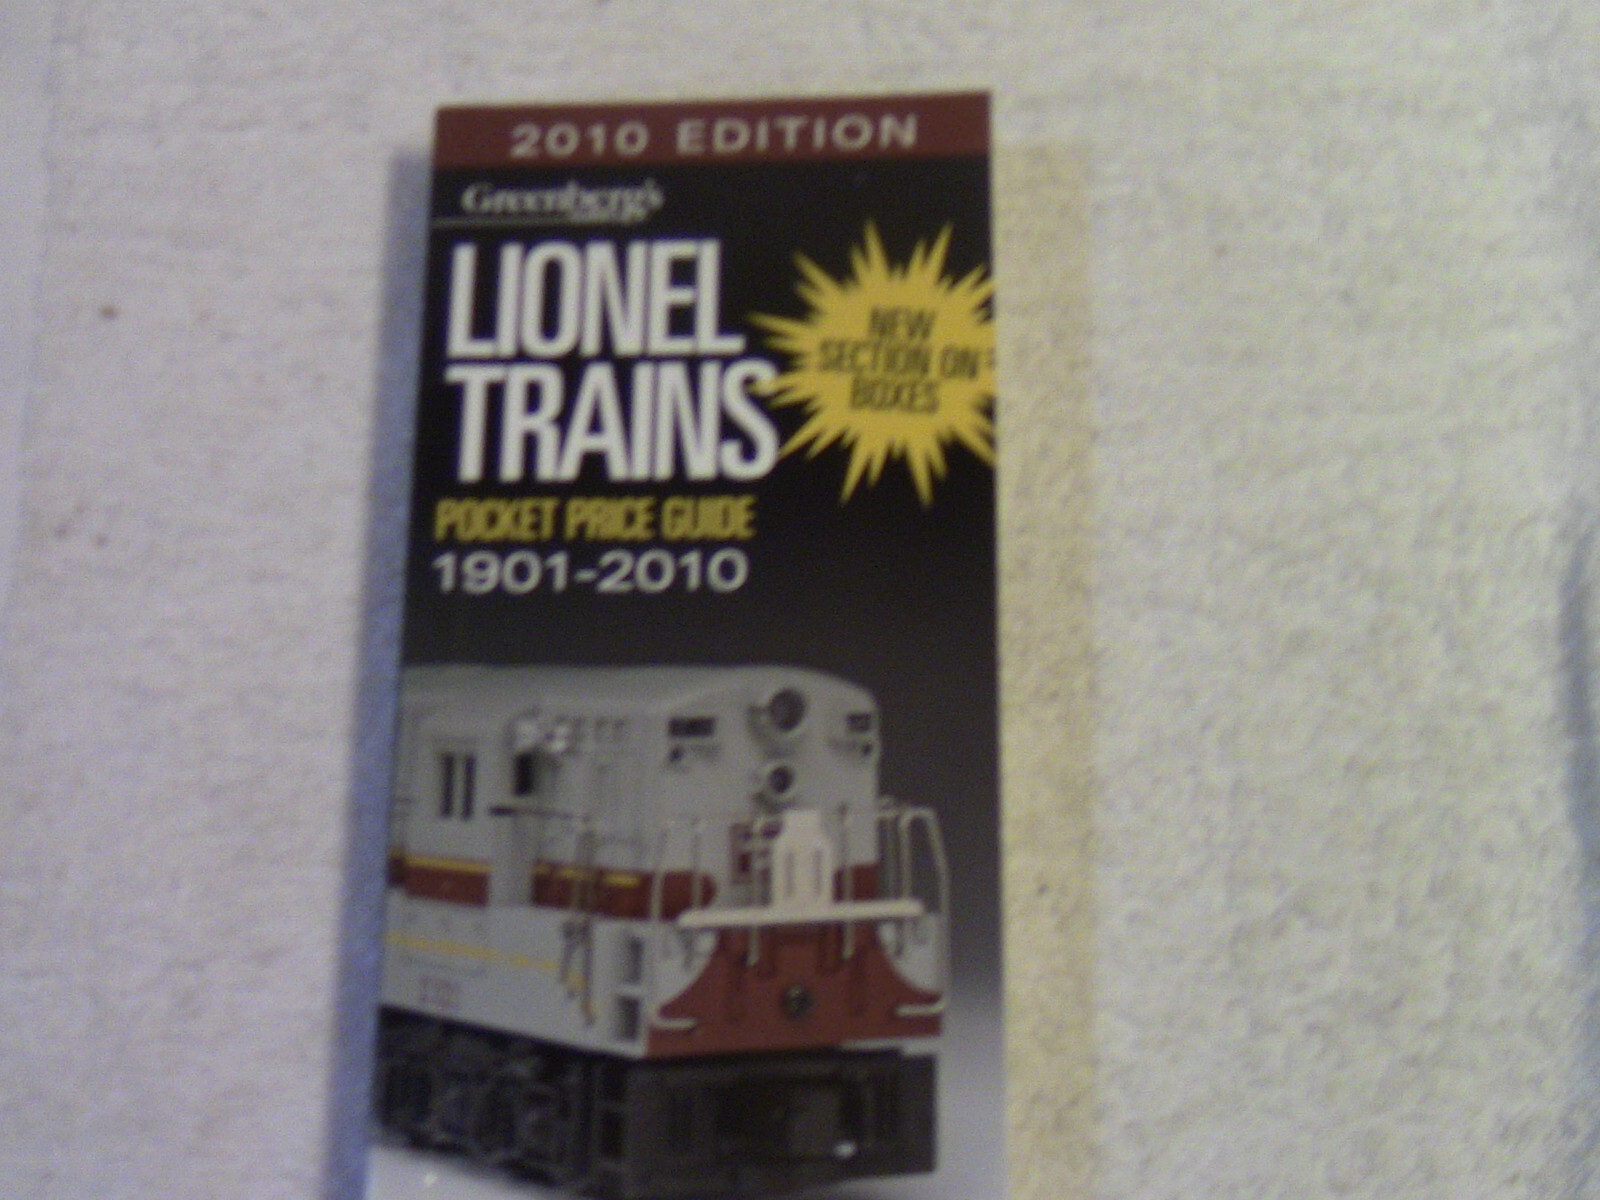 2010 EDITION
Greenberg's
LIONEL
TRAINS
POCKET PRICE GUIDE
1901-2010
NEW
SECTION ON
BOXES